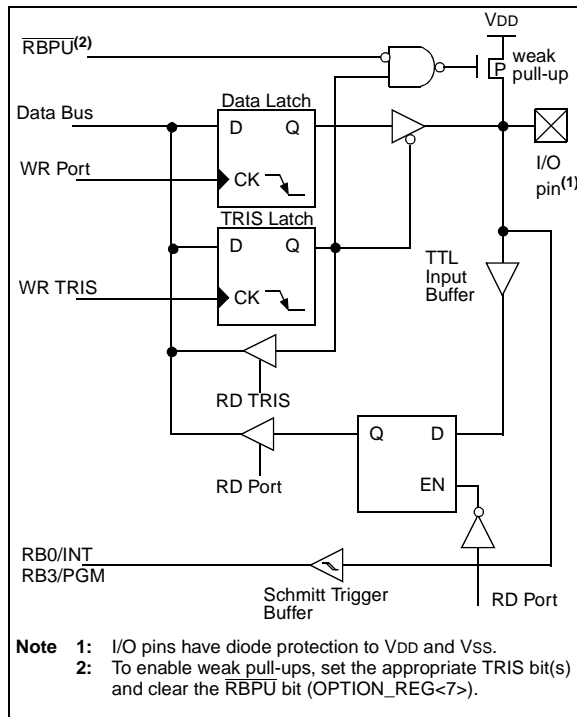 VDD
RBPU(2)
P
weak
pull-up
Data Latch
Data Bus
D
Q
I/O
pin(1)
WR Port
CK
TRIS Latch
D
Q
TTL
Input
Buffer
WR TRIS
CK
RD TRIS
Q
D
RD Port
EN
RB0/INT
RB3/PGM
Schmitt Trigger
Buffer
RD Port
Note 1: I/O pins have diode protection to VDD and VSS.
2: To enable weak pull-ups, set the appropriate TRIS bit(s)
and clear the RBPU bit (OPTION_REG<7>).